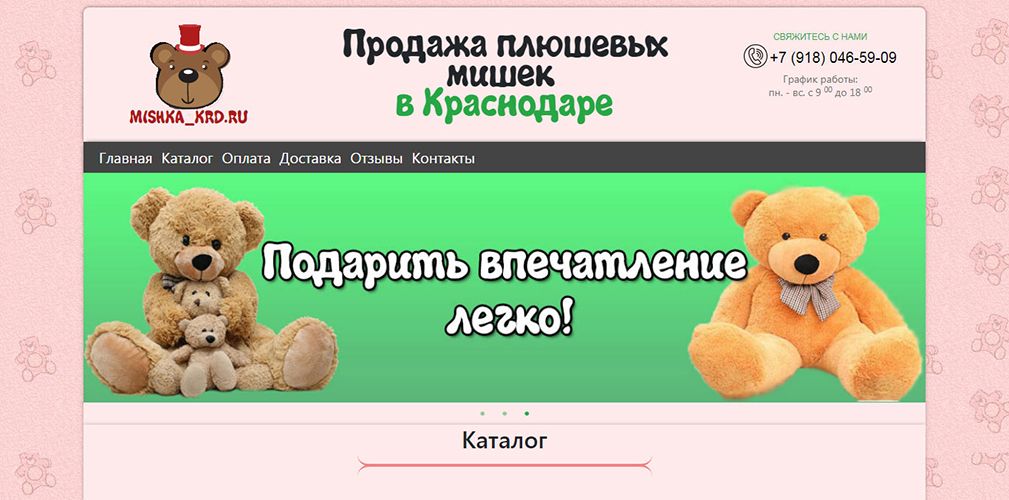 MISHKA_KRD.RU
Продажа плюшевых
мишек
в Краснодаре
СВЯЖИТЕСЬ С НАМИ
+7 (918) 046-59-09
График работы:
пн. - вс. с 9 00 до 18 00
Главная Каталог Оплата Доставка Отзывы Контакты
Подарить впечатление
легко!
Каталог